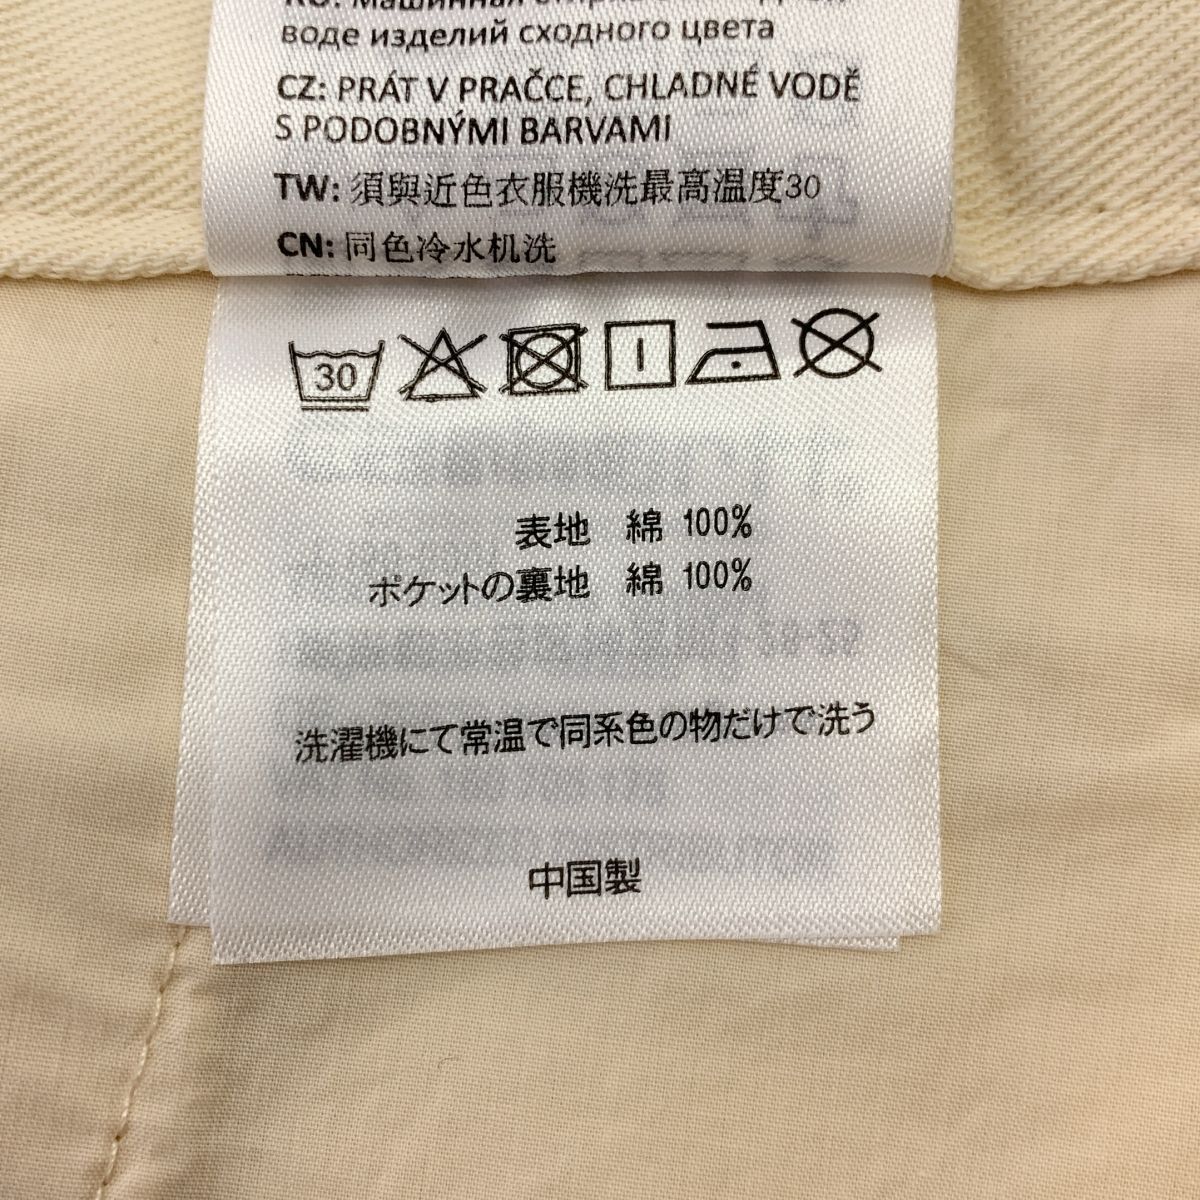 воде изделий сходного цвета
CZ: PRÁT V PRAČCE, CHLADNÉ VODĚ
S PODOBNÝMI BARVAMI
TW: 須與近色衣服機洗最高温度30
CN: 同色冷水机洗
30
表地 綿 100%
ポケットの裏地 綿 100%
洗濯機にて常温で同系色の物だけで洗う
中国製